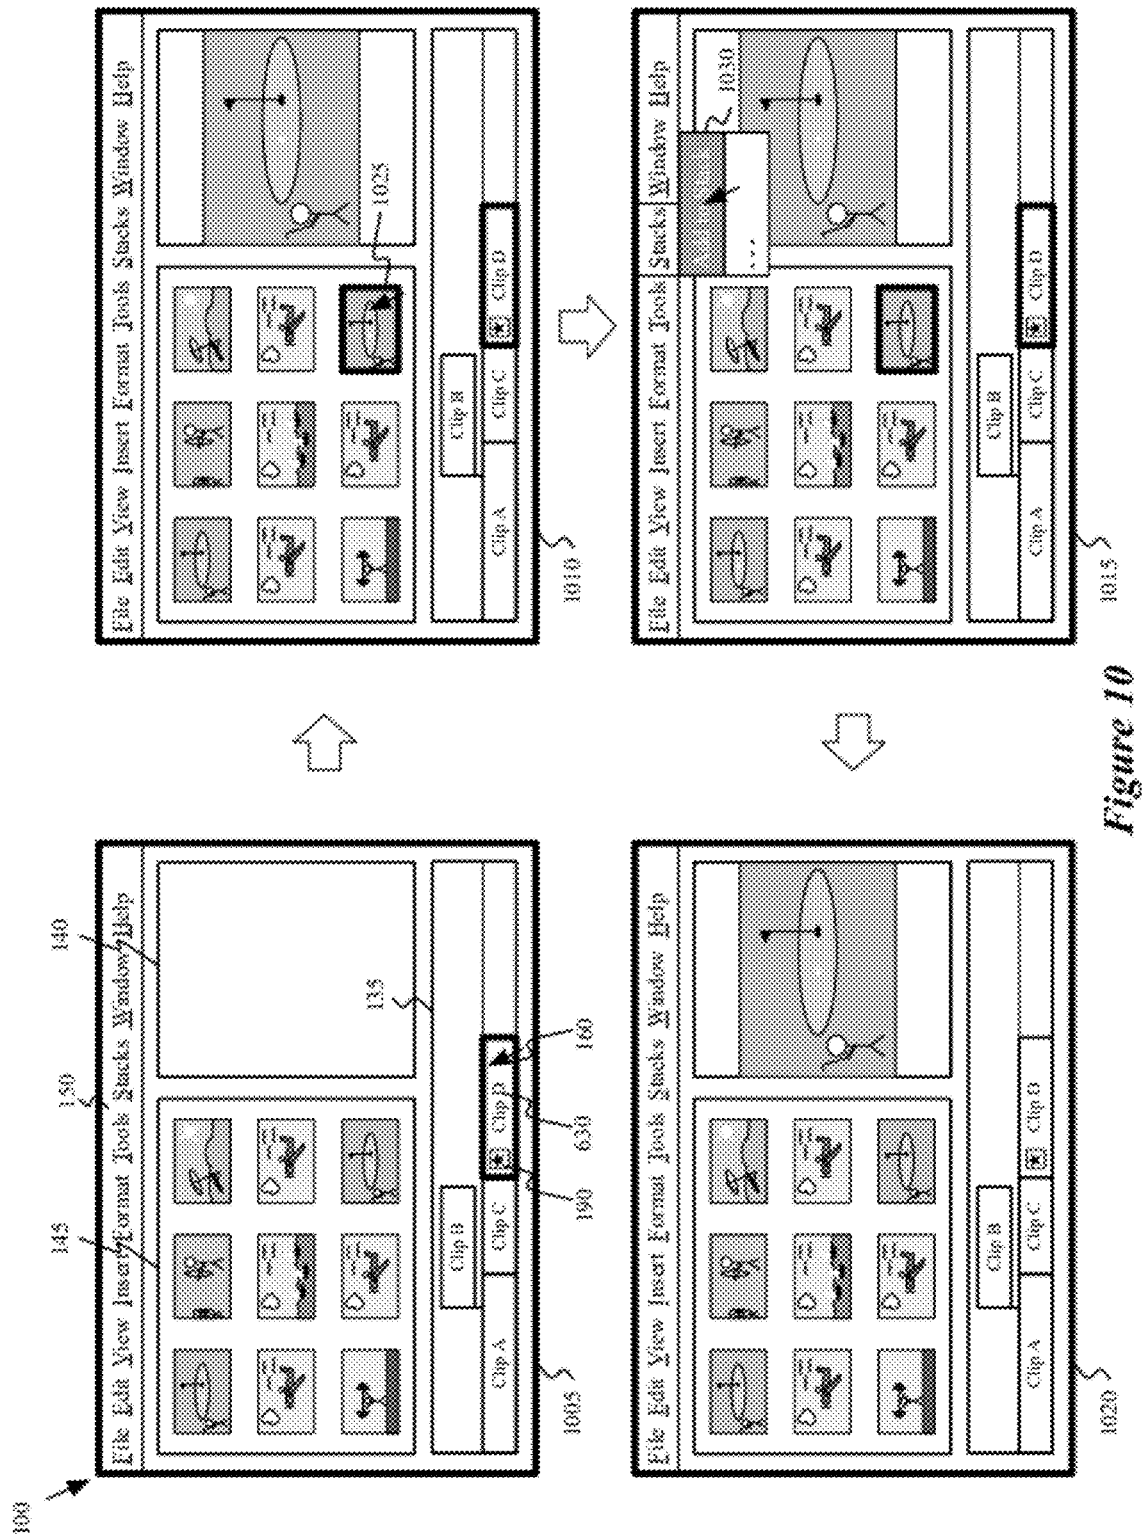 100
145
150
140
File Edit View Insert Format Tools Stacks Window Help
135
Clip B
Clip A
Clip C
Clip D
1005
190
630
160
File Edit View Insert Format Tools Stacks Window Help
1025
Clip B
Clip A
Clip C
Clip D
1010
File Edit View Insert Format Tools Stacks Window Help
Clip B
Clip A
Clip C
Clip D
1020
File Edit View Insert Format Tools Stacks Window Help
1030
...
Clip B
Clip A
Clip C
Clip D
1015
Figure 10